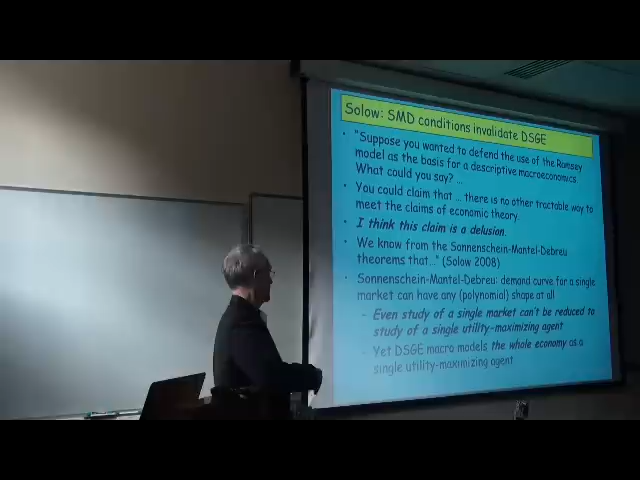 Solow: SMD conditions invalidate DSGE
• "Suppose you wanted to defend the use of the Ramsey
model as the basis for a descriptive macroeconomics.
What could you say? ...
• You could claim that ... there is no other tractable way to
meet the claims of economic theory.
• I think this claim is a delusion.
• We know from the Sonnenschein-Mantel-Debreu
theorems that..." (Solow 2008)
• Sonnenschein-Mantel-Debreu: demand curve for a single
market can have any (polynomial) shape at all
– Even study of a single market can't be reduced to
study of a single utility-maximizing agent
– Yet DSGE macro models the whole economy as a
single utility-maximizing agent